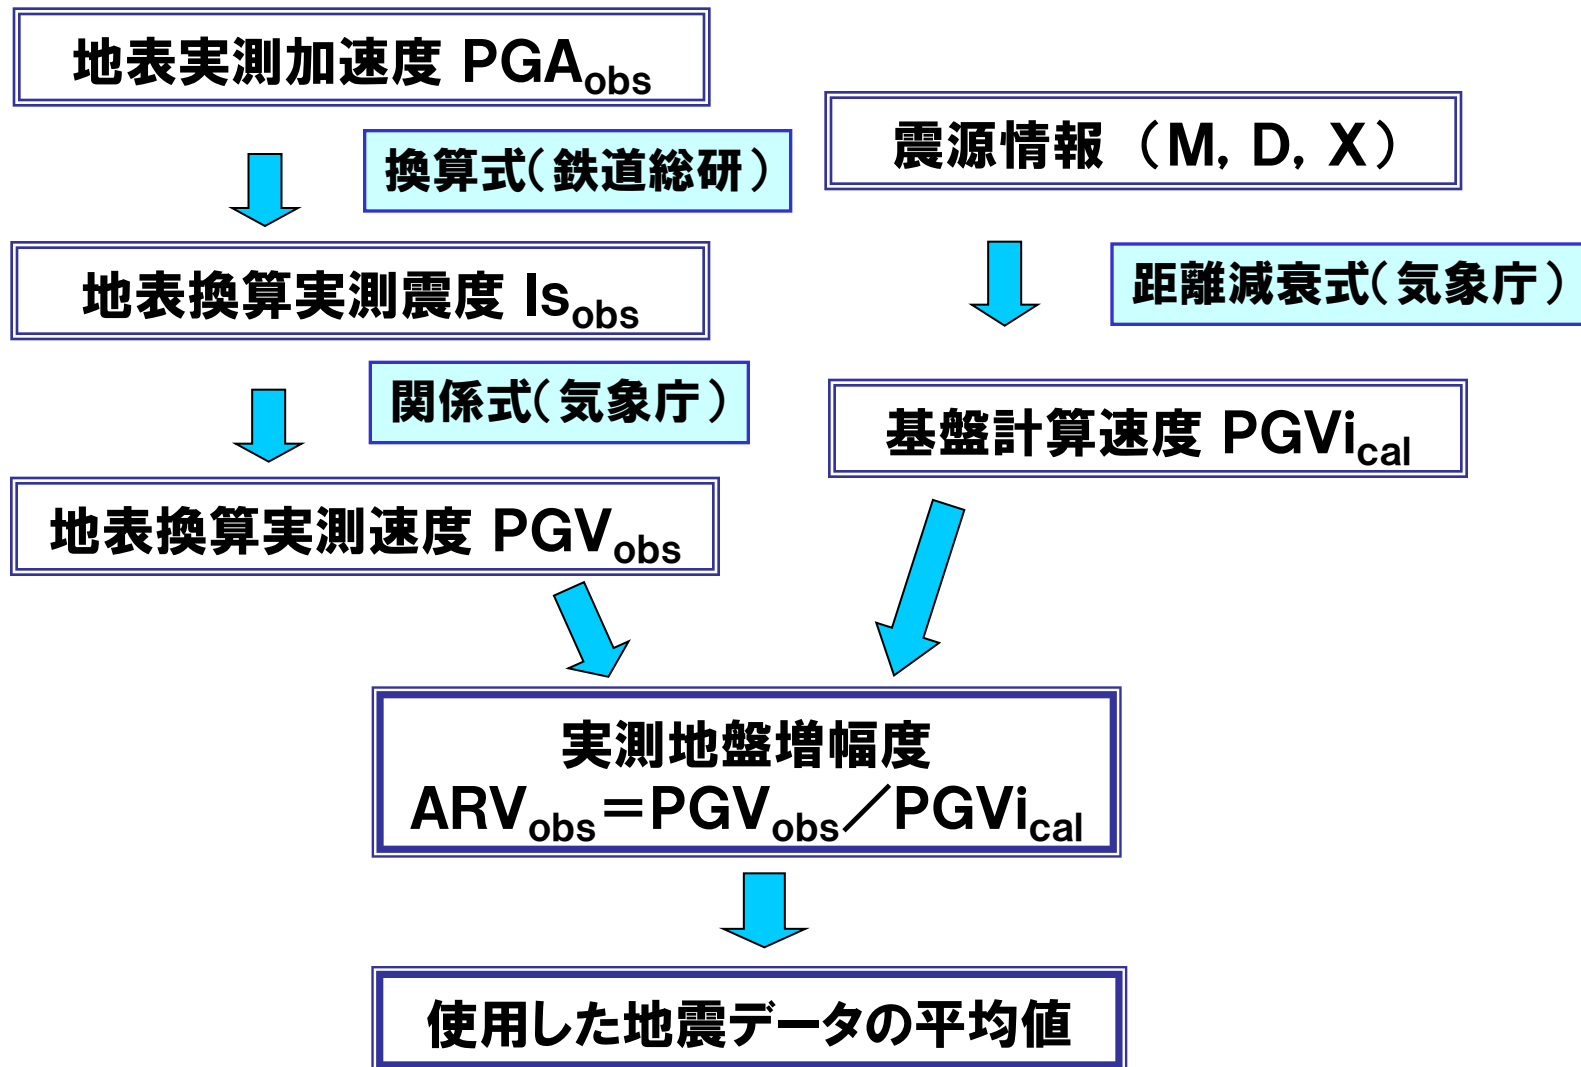 地表実測加速度 PGAobs
換算式(鉄道総研)
地表換算実測震度 Isobs
関係式(気象庁)
地表換算実測速度 PGVobs
震源情報 (M, D, X)
距離減衰式(気象庁)
基盤計算速度 PGVical
実測地盤増幅度
ARVobs=PGVobs/PGVical
使用した地震データの平均値